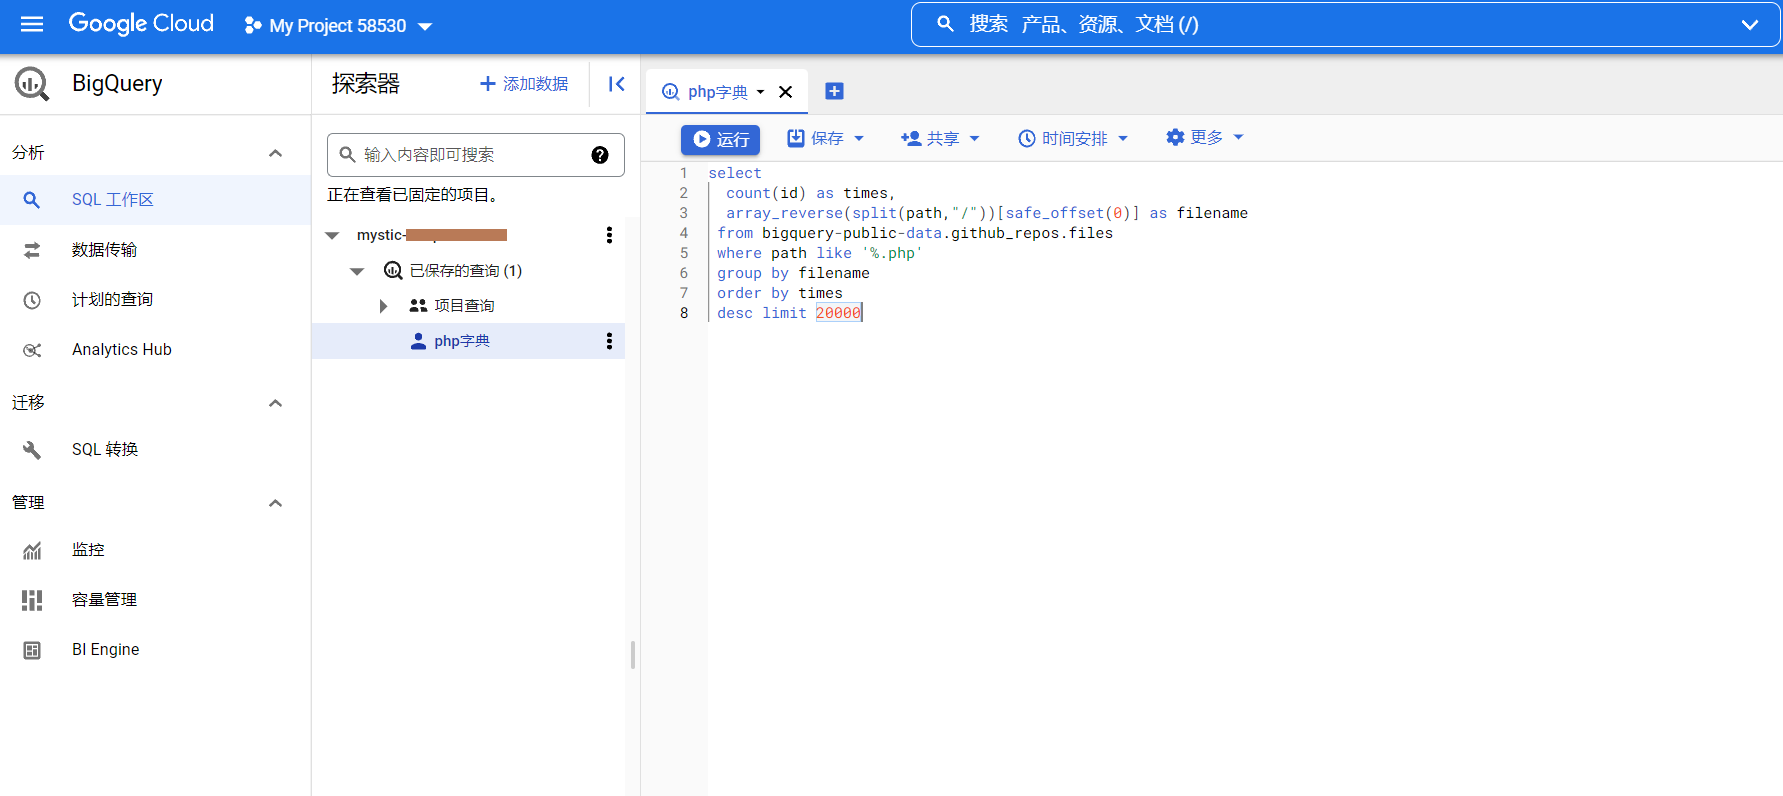 Google Cloud
My Project 58530
搜索 产品、资源、文档 (/)
BigQuery
分析
SQL 工作区
数据传输
计划的查询
Analytics Hub
迁移
SQL 转换
管理
监控
容量管理
BI Engine
探索器
添加数据
输入内容即可搜索
正在查看已固定的项目。
mystic-
已保存的查询 (1)
项目查询
php字典
php字典
运行 保存 共享 时间安排 更多
1 select
2 count(id) as times,
3 array_reverse(split(path,"/"))[safe_offset(0)] as filename
4 from bigquery-public-data.github_repos.files
5 where path like '%.php'
6 group by filename
7 order by times
8 desc limit 20000